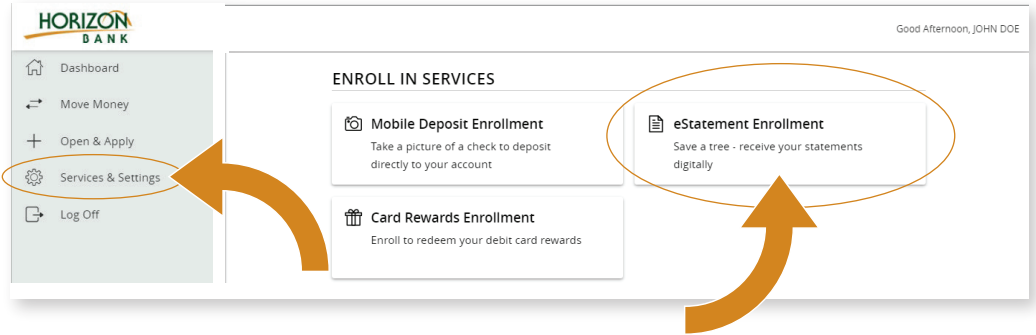 HORIZON
BANK
Good Afternoon, JOHN DOE
Dashboard
Move Money
Open & Apply
Services & Settings
Log Off
ENROLL IN SERVICES
Mobile Deposit Enrollment
Take a picture of a check to deposit
directly to your account
eStatement Enrollment
Save a tree - receive your statements
digitally
Card Rewards Enrollment
Enroll to redeem your debit card rewards